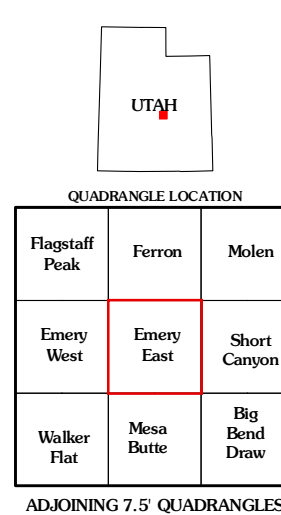 UTAH
QUADRANGLE LOCATION
Flagstaff
Peak
Ferron
Molen
Emery
West
Emery
East
Short
Canyon
Walker
Flat
Mesa
Butte
Big
Bend
Draw
ADJOINING 7.5' QUADRANGLES